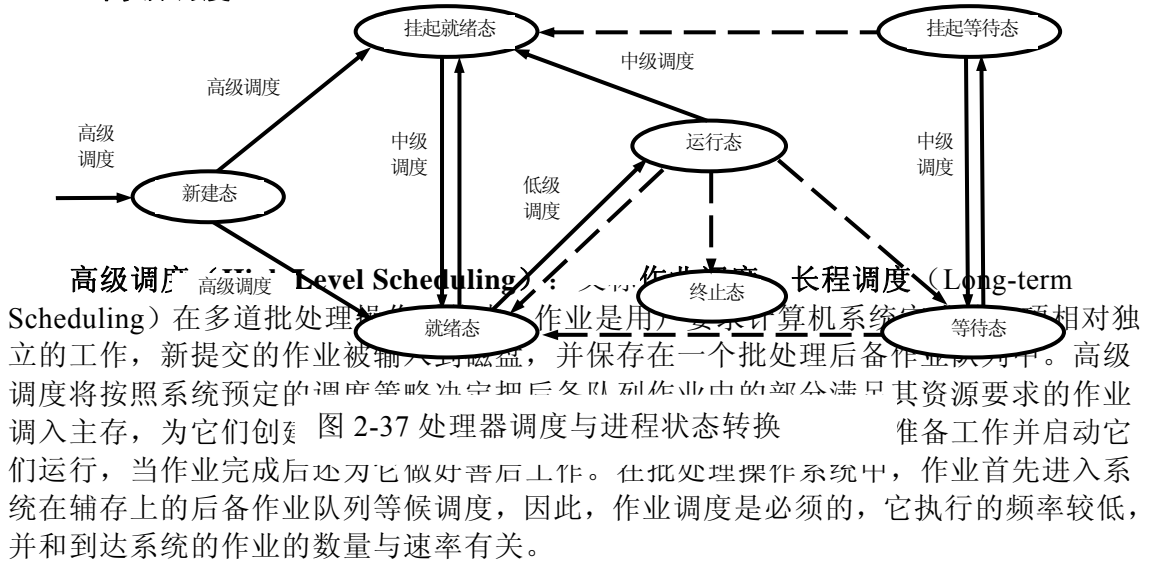 挂起就绪态
挂起等待态
中级调度
高级调度
高级
调度
中级
调度
运行态
中级
调度
新建态
低级
调度
高级调度 Level Scheduling）： 长程调度（Long-term
高级调度
终止态
Scheduling）在多道批处理 作业是用 计算机系统 相对独
就绪态
等待态
立的工作，新提交的作业被输入到磁盘，并保存在一个批处理后备作业队列中。高级
调度将按照系统预定的调度策略决定把后备队列作业中的部分满足其资源要求的作业
调入主存，为它们创建 准备工作并启动它
图 2-37 处理器调度与进程状态转换
们运行，当作业完成后还为它做好善后工作。在批处理操作系统中，作业首先进入系
统在辅存上的后备作业队列等候调度，因此，作业调度是必须的，它执行的频率较低，
并和到达系统的作业的数量与速率有关。